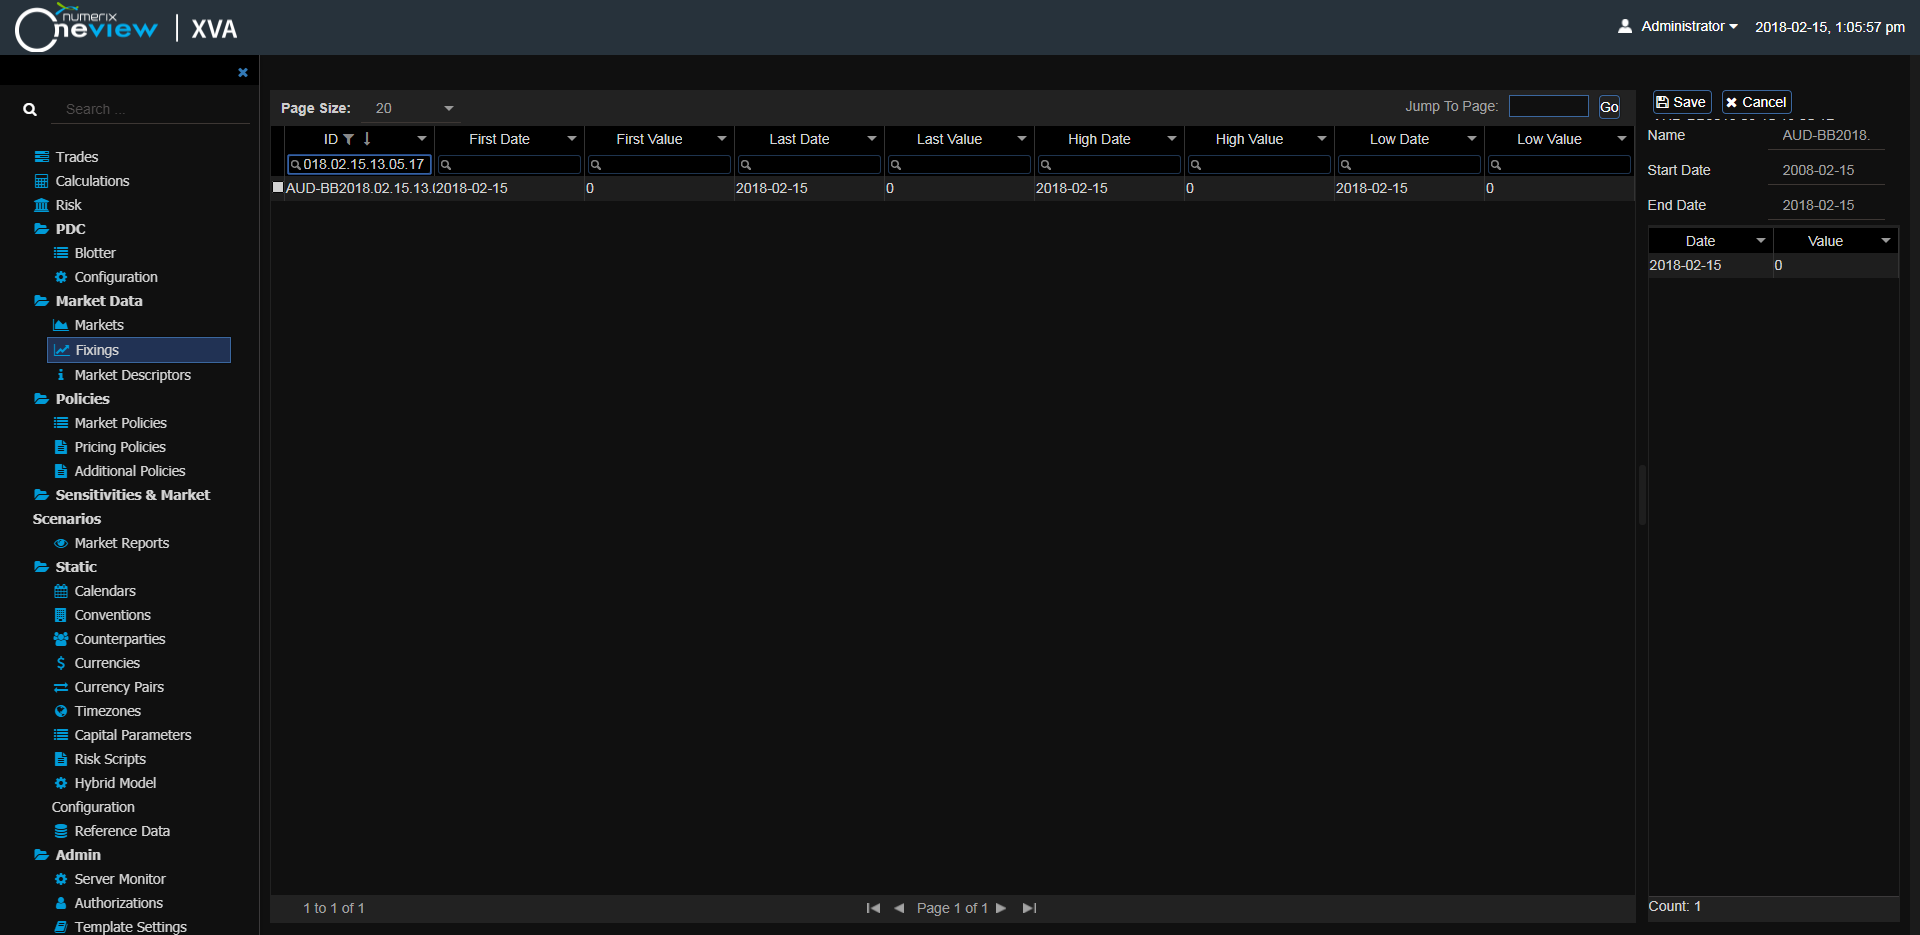 numerix
Oneview | XVA
Administrator
2018-02-15, 1:05:57 pm
Search ...
Trades
Calculations
Risk
PDC
Blotter
Configuration
Market Data
Markets
Fixings
Market Descriptors
Policies
Market Policies
Pricing Policies
Additional Policies
Sensitivities & Market
Scenarios
Market Reports
Static
Calendars
Conventions
Counterparties
Currencies
Currency Pairs
Timezones
Capital Parameters
Risk Scripts
Hybrid Model
Configuration
Reference Data
Admin
Server Monitor
Authorizations
Template Settings
Page Size: 20
Jump To Page: Go
ID First Date First Value Last Date Last Value High Date High Value Low Date Low Value
018.02.15.13.05.17
AUD-BB2018.02.15.13.( 2018-02-15 0 2018-02-15 0 2018-02-15 0 2018-02-15 0
1 to 1 of 1
Page 1 of 1
Save Cancel
Name AUD-BB2018.
Start Date 2008-02-15
End Date 2018-02-15
Date Value
2018-02-15 0
Count: 1